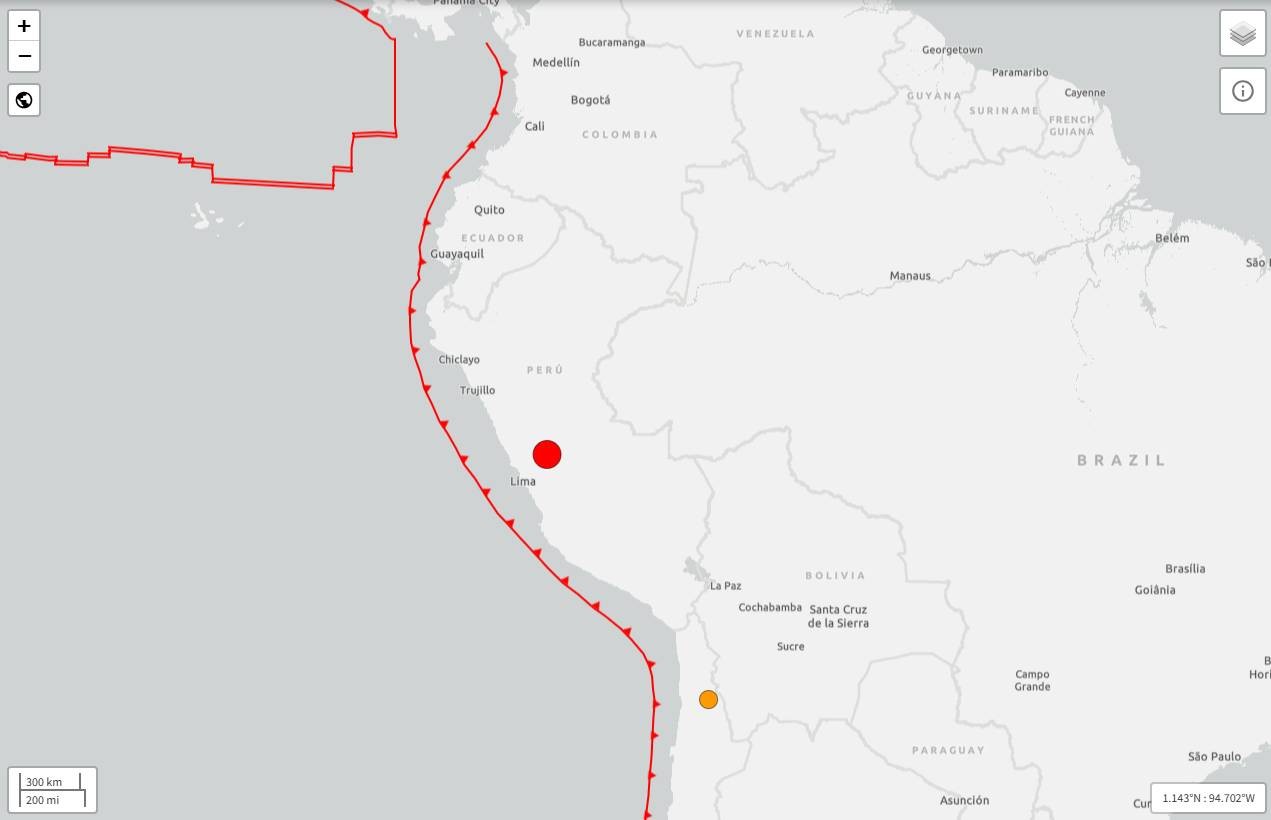 +
−
Panama City
Bucaramanga
VENEZUELA
Georgetown
Medellín
Paramaribo
Bogotá
GUYANA
Cayenne
SURINAME
Cali
COLOMBIA
FRENCH
GUIANA
Quito
ECUADOR
Belém
Guayaquil
São
Manaus
Chiclayo
PERÚ
Trujillo
BRAZIL
Lima
Brasília
BOLIVIA
La Paz
Goiânia
Cochabamba
Santa Cruz
de la Sierra
Sucre
Campo
Grande
B
Hori
PARAGUAY
São Paulo
300 km
200 mi
Asunción
Cur
1.143°N : 94.702°W